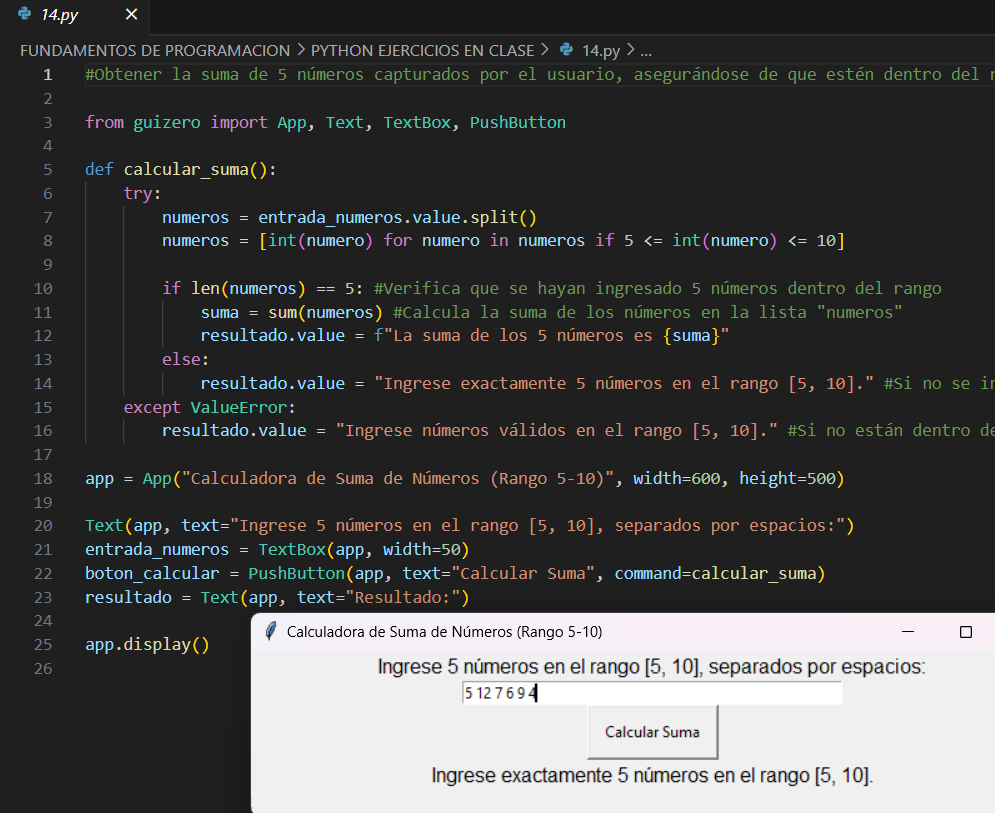 14.py
FUNDAMENTOS DE PROGRAMACION > PYTHON EJERCICIOS EN CLASE > 14.py > ...
1 #Obtener la suma de 5 números capturados por el usuario, asegurándose de que estén dentro del r
2
3 from guizero import App, Text, TextBox, PushButton
4
5 def calcular_suma():
6     try:
7         numeros = entrada_numeros.value.split()
8         numeros = [int(numero) for numero in numeros if 5 <= int(numero) <= 10]
9
10         if len(numeros) == 5: #Verifica que se hayan ingresado 5 números dentro del rango
11             suma = sum(numeros) #Calcula la suma de los números en la lista "numeros"
12             resultado.value = f"La suma de los 5 números es {suma}"
13         else:
14             resultado.value = "Ingrese exactamente 5 números en el rango [5, 10]." #Si no se in
15     except ValueError:
16         resultado.value = "Ingrese números válidos en el rango [5, 10]." #Si no están dentro de
17
18 app = App("Calculadora de Suma de Números (Rango 5-10)", width=600, height=500)
19
20 Text(app, text="Ingrese 5 números en el rango [5, 10], separados por espacios:")
21 entrada_numeros = TextBox(app, width=50)
22 boton_calcular = PushButton(app, text="Calcular Suma", command=calcular_suma)
23 resultado = Text(app, text="Resultado:")
24
25 app.display()
26
Calculadora de Suma de Números (Rango 5-10)
Ingrese 5 números en el rango [5, 10], separados por espacios:
5 12 7 6 9 4
Calcular Suma
Ingrese exactamente 5 números en el rango [5, 10].